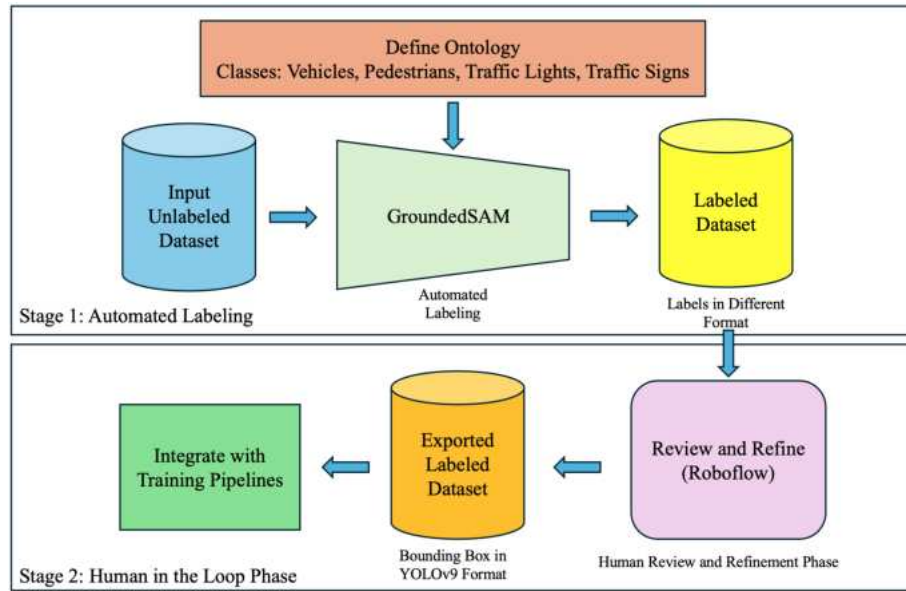 Define Ontology
Classes: Vehicles, Pedestrians, Traffic Lights, Traffic Signs
Input
Unlabeled
Dataset
GroundedSAM
Automated
Labeling
Labeled
Dataset
Labels in Different
Format
Stage 1: Automated Labeling
Integrate with
Training Pipelines
Exported
Labeled
Dataset
Bounding Box in
YOLOv9 Format
Review and Refine
(Roboflow)
Human Review and Refinement Phase
Stage 2: Human in the Loop Phase